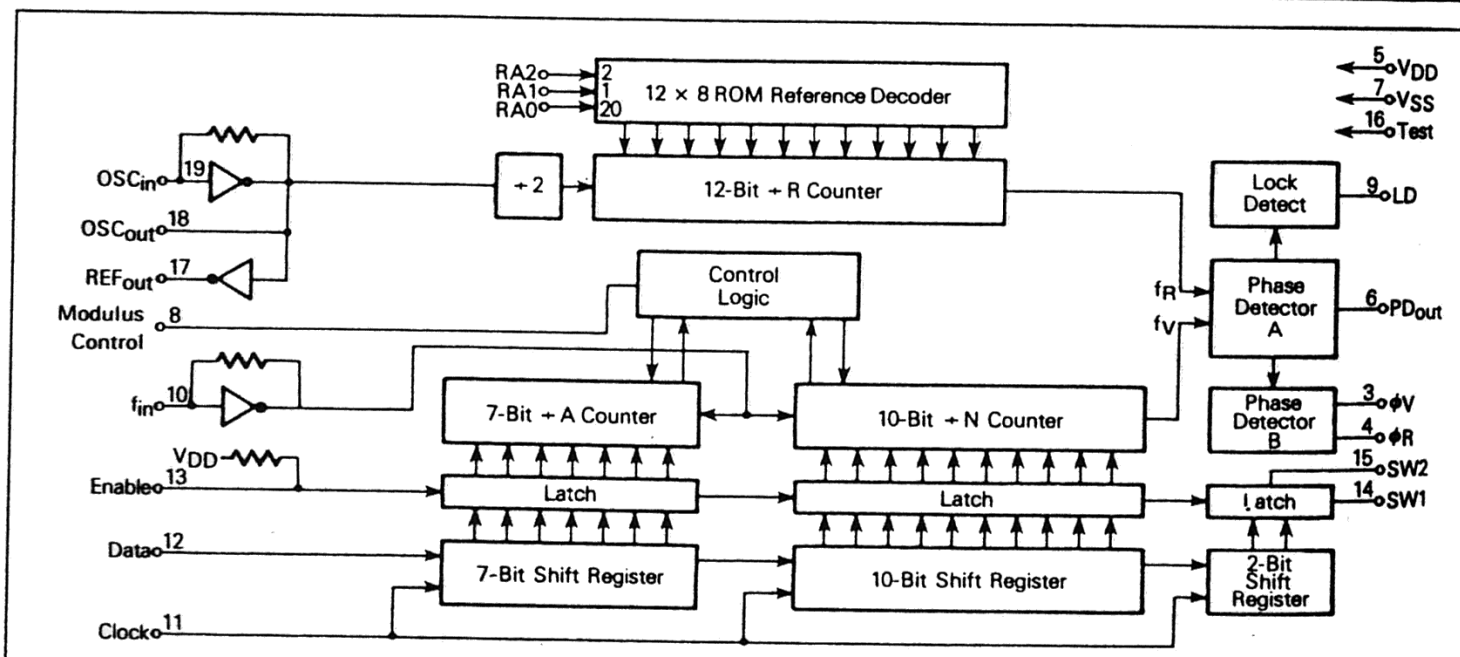 RA2 2
RA1 1
RA0 20
12 × 8 ROM Reference Decoder
5 VDD
7 VSS
16 Test
OSCin 19
÷ 2
12-Bit ÷ R Counter
Lock
Detect
9 LD
OSCout 18
REFout 17
Control
Logic
fR
fV
Phase
Detector
A
6 PDout
Modulus
Control
8
fin 10
7-Bit ÷ A Counter
10-Bit ÷ N Counter
Phase
Detector
B
3 ϕV
4 ϕR
VDD
Enable 13
Latch
Latch
Latch
15 SW2
14 SW1
Data 12
7-Bit Shift Register
10-Bit Shift Register
2-Bit
Shift
Register
Clock 11